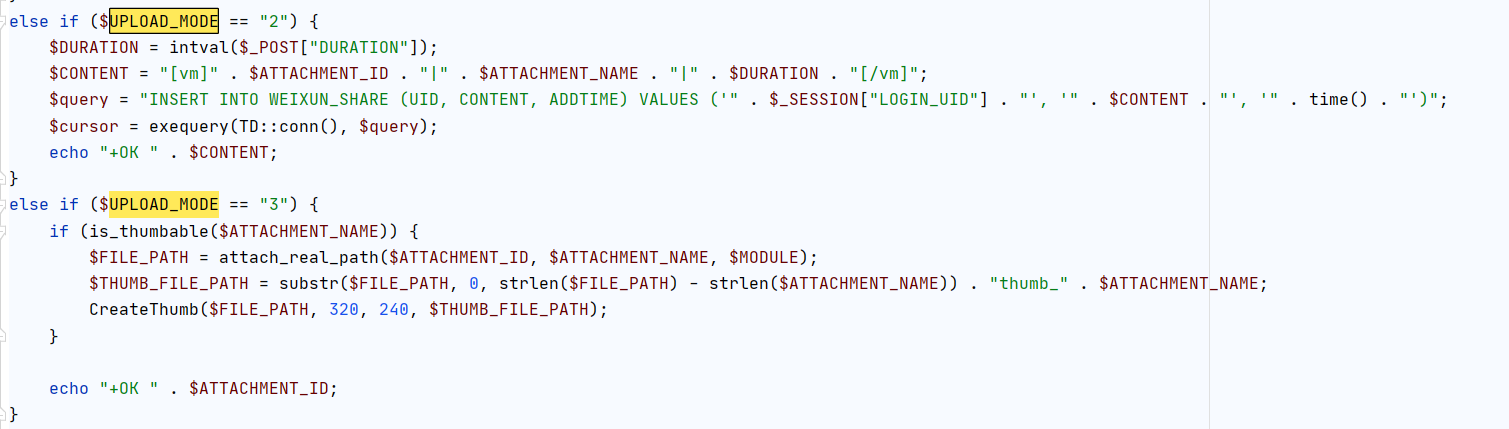 else if ($UPLOAD_MODE == "2") {
    $DURATION = intval($_POST["DURATION"]);
    $CONTENT = "[vm]" . $ATTACHMENT_ID . "|" . $ATTACHMENT_NAME . "|" . $DURATION . "[/vm]";
    $query = "INSERT INTO WEIXUN_SHARE (UID, CONTENT, ADDTIME) VALUES ('" . $_SESSION["LOGIN_UID"] . "', '" . $CONTENT . "', '" . time() . "')";
    $cursor = exequery(TD::conn(), $query);
    echo "+OK " . $CONTENT;
}
else if ($UPLOAD_MODE == "3") {
    if (is_thumbable($ATTACHMENT_NAME)) {
        $FILE_PATH = attach_real_path($ATTACHMENT_ID, $ATTACHMENT_NAME, $MODULE);
        $THUMB_FILE_PATH = substr($FILE_PATH, 0, strlen($FILE_PATH) - strlen($ATTACHMENT_NAME)) . "thumb_" . $ATTACHMENT_NAME;
        CreateThumb($FILE_PATH, 320, 240, $THUMB_FILE_PATH);
    }
    echo "+OK " . $ATTACHMENT_ID;
}